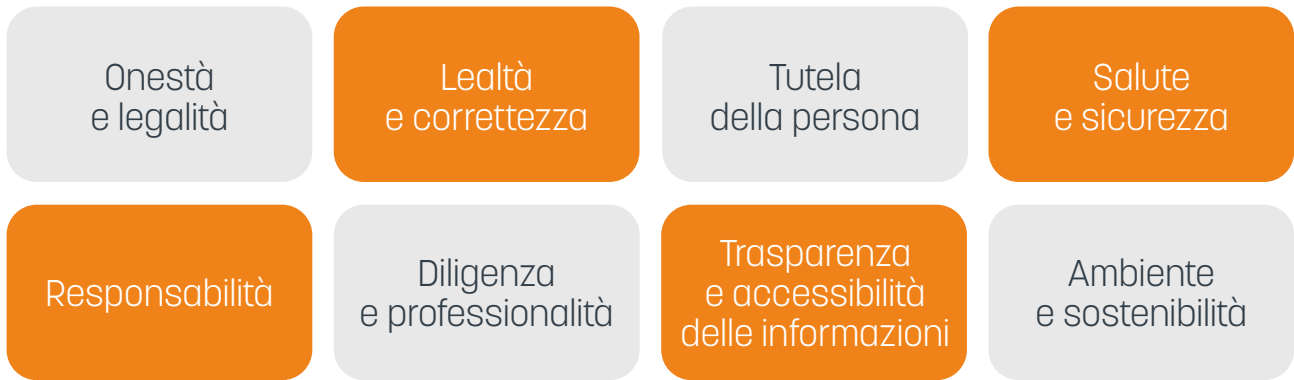 Onestà
e legalità
Lealtà
e correttezza
Tutela
della persona
Salute
e sicurezza
Responsabilità
Diligenza
e professionalità
Trasparenza
e accessibilità
delle informazioni
Ambiente
e sostenibilità